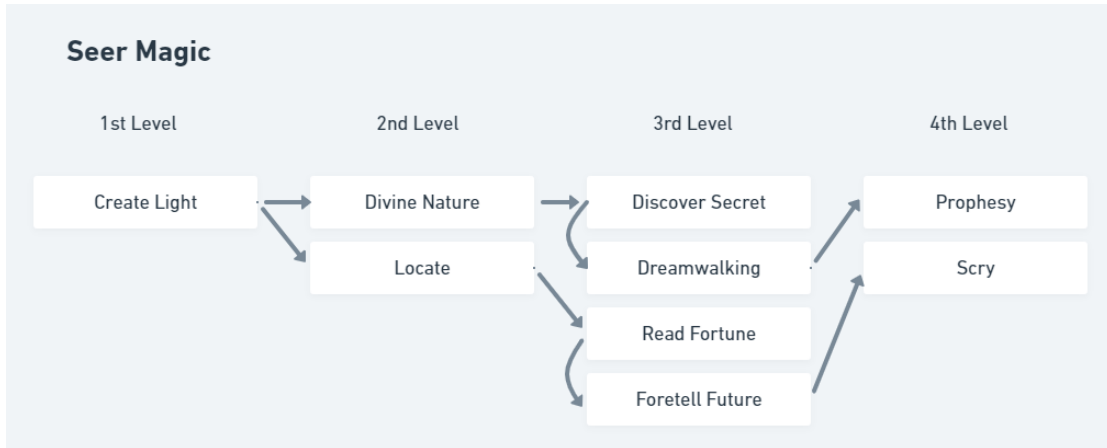 Seer Magic
1st Level
2nd Level
3rd Level
4th Level
Create Light
Divine Nature
Discover Secret
Prophesy
Locate
Dreamwalking
Scry
Read Fortune
Foretell Future